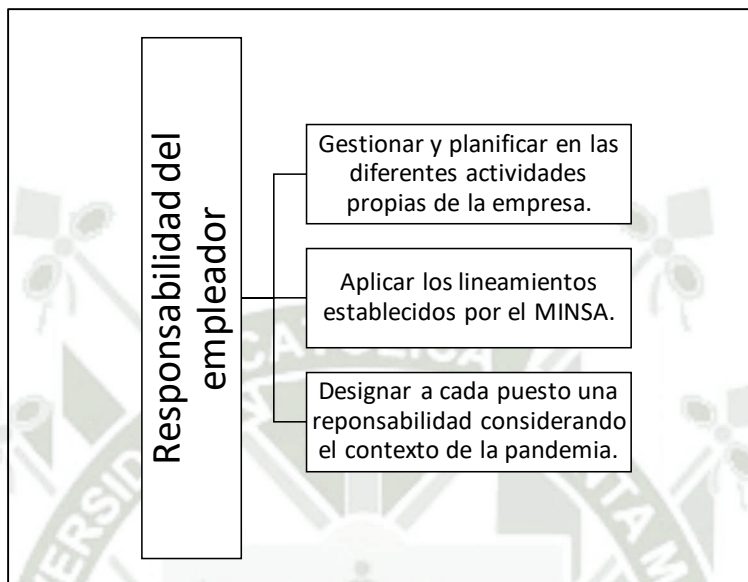 Responsabilidad del
empleador
Gestionar y planificar en las
diferentes actividades
propias de la empresa.
Aplicar los lineamientos
establecidos por el MINSA.
Designar a cada puesto una
reponsabilidad considerando
el contexto de la pandemia.
CATOLICA